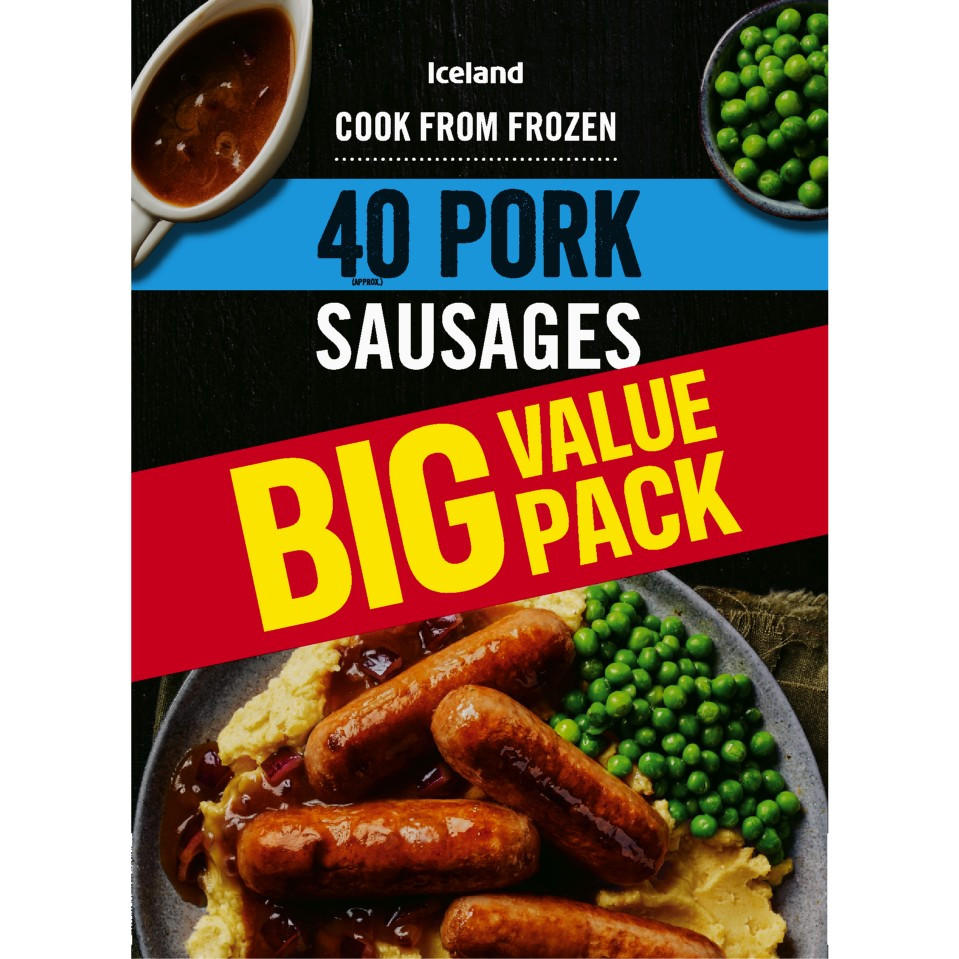 Iceland
COOK FROM FROZEN
40 PORK
(APPROX.)
SAUSAGES
BIG VALUE
PACK